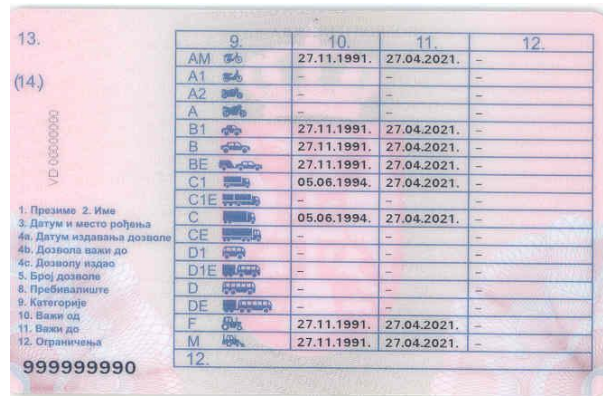 13.
(14.)
VD 00000000
9. 10. 11. 12.
AM 27.11.1991. 27.04.2021. –
A1 – – –
A2 – – –
A – – –
B1 27.11.1991. 27.04.2021. –
B 27.11.1991. 27.04.2021. –
BE 27.11.1991. 27.04.2021. –
C1 05.06.1994. 27.04.2021. –
C1E – – –
C 05.06.1994. 27.04.2021. –
CE – – –
D1 – – –
D1E – – –
D – – –
DE – – –
F 27.11.1991. 27.04.2021. –
M 27.11.1991. 27.04.2021. –
12.
1. Презиме 2. Име
3. Датум и место рођења
4a. Датум издавања дозволе
4b. Дозвола важи до
4c. Дозволу издао
5. Број дозволе
8. Пребивалиште
9. Категорије
10. Важи од
11. Важи до
12. Ограничења
999999990